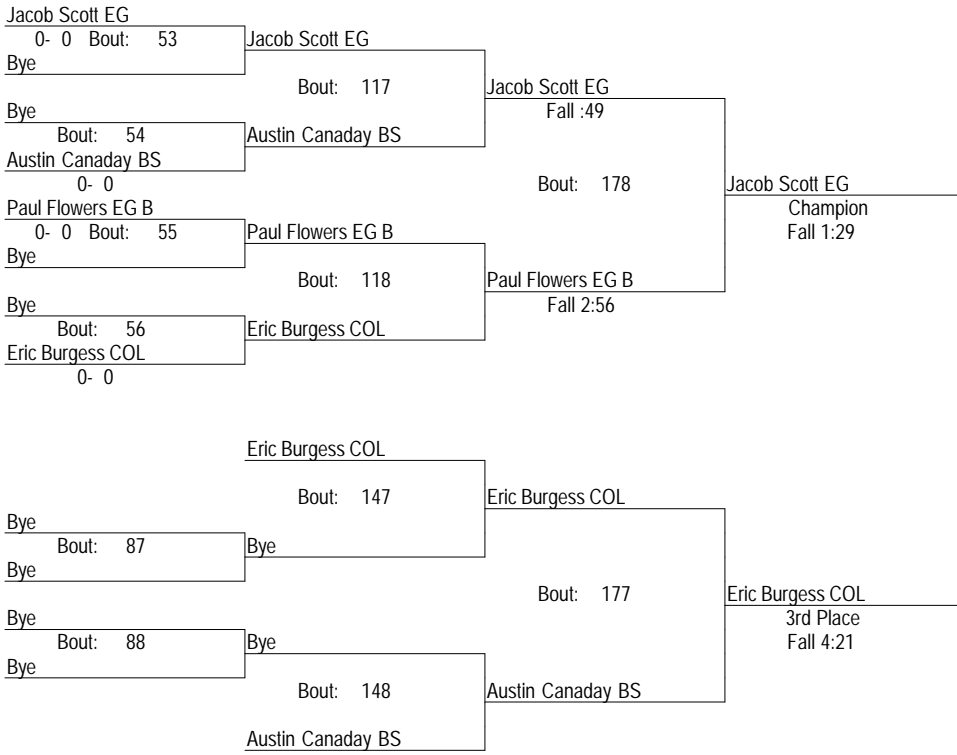 Jacob Scott EG
0- 0 Bout: 53
Jacob Scott EG
Bye
Bout: 117
Jacob Scott EG
Bye
Fall :49
Bout: 54
Austin Canaday BS
Austin Canaday BS
0- 0
Bout: 178
Jacob Scott EG
Paul Flowers EG B
Champion
0- 0 Bout: 55
Paul Flowers EG B
Fall 1:29
Bye
Bout: 118
Paul Flowers EG B
Bye
Fall 2:56
Bout: 56
Eric Burgess COL
Eric Burgess COL
0- 0
Eric Burgess COL
Bout: 147
Eric Burgess COL
Bye
Bout: 87
Bye
Bye
Bout: 177
Eric Burgess COL
Bye
3rd Place
Bout: 88
Bye
Fall 4:21
Bye
Bout: 148
Austin Canaday BS
Austin Canaday BS